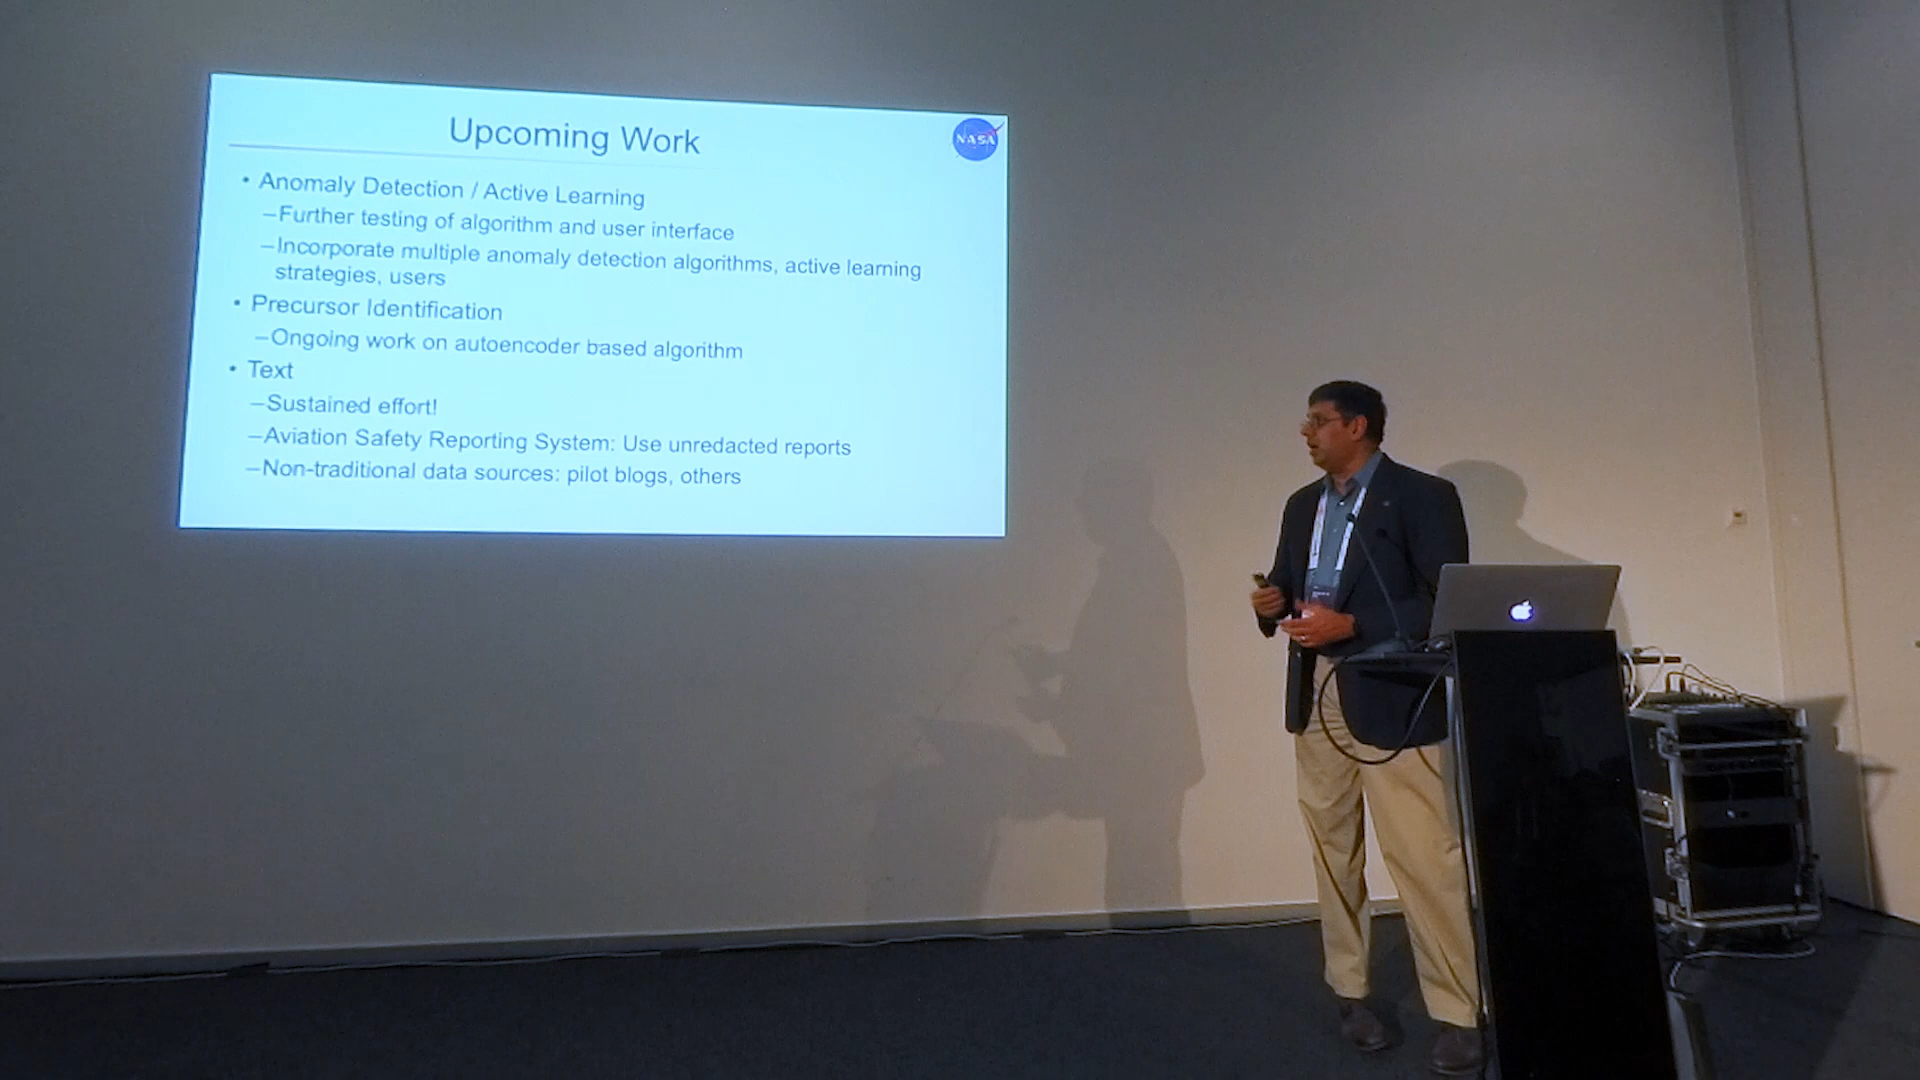 Upcoming Work
NASA
• Anomaly Detection / Active Learning
–Further testing of algorithm and user interface
–Incorporate multiple anomaly detection algorithms, active learning
strategies, users
• Precursor Identification
–Ongoing work on autoencoder based algorithm
• Text
–Sustained effort!
–Aviation Safety Reporting System: Use unredacted reports
–Non-traditional data sources: pilot blogs, others